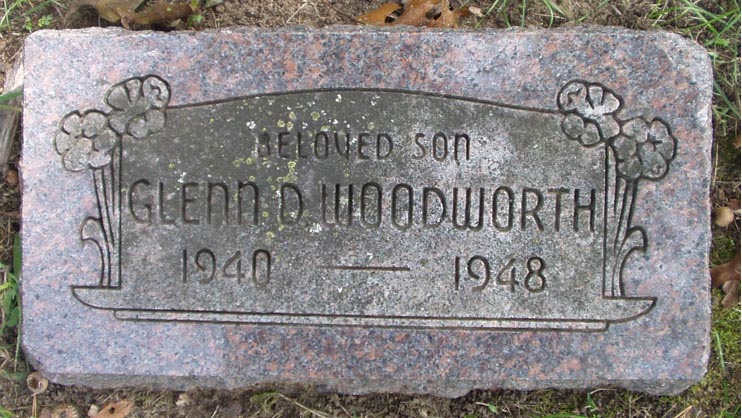 BELOVED SON
GLENN D. WOODWORTH
1940 — 1948